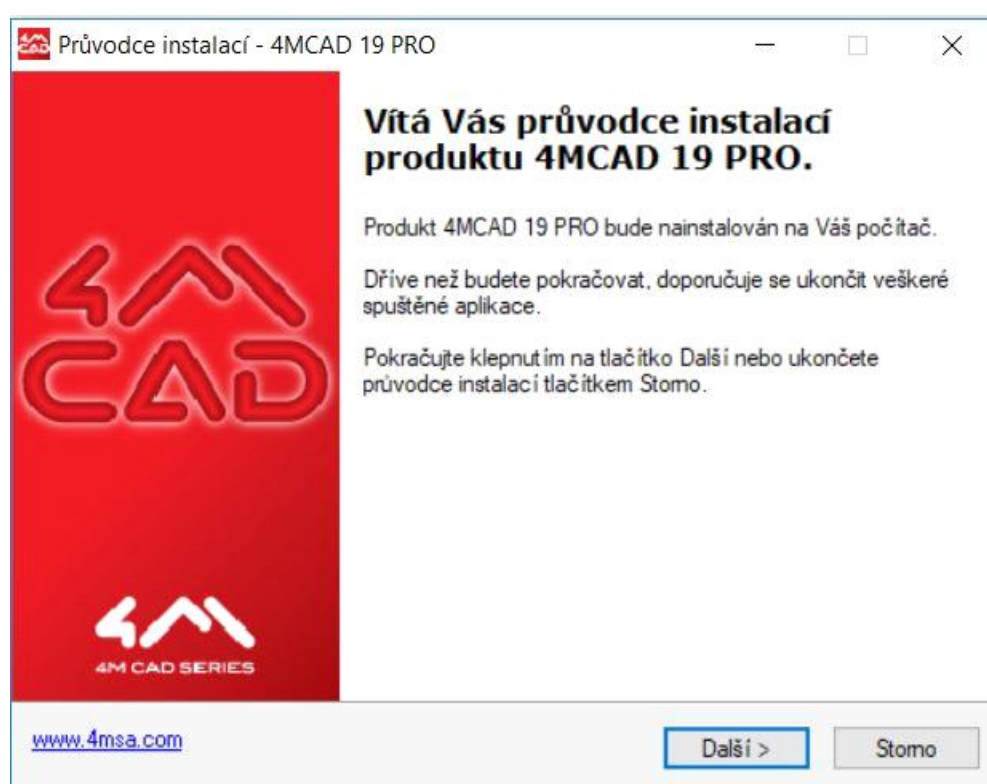 Průvodce instalací - 4MCAD 19 PRO
Vítá Vás průvodce instalací
produktu 4MCAD 19 PRO.
Produkt 4MCAD 19 PRO bude nainstalován na Váš počítač.
Dříve než budete pokračovat, doporučuje se ukončit veškeré
spuštěné aplikace.
Pokračujte klepnutím na tlačítko Další nebo ukončete
průvodce instalací tlačítkem Storno.
4M
CAD
4M
4M CAD SERIES
www.4msa.com
Další >
Storno